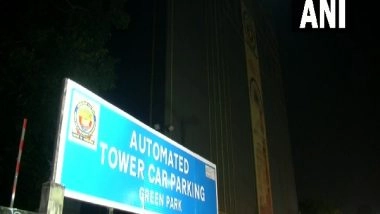 ANI
AUTOMATED
TOWER CAR PARKING
GREEN PARK